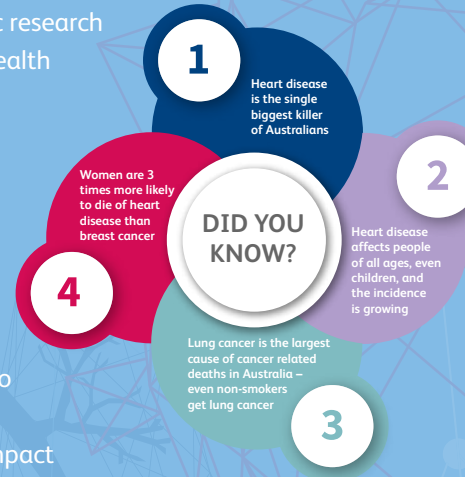 research
1
Heart disease
is the single
biggest killer
of Australians
2
Heart disease
affects people
of all ages, even
children, and
the incidence
is growing
DID YOU
KNOW?
Women are 3
times more likely
to die of heart
disease than
breast cancer
4
Lung cancer is the largest
cause of cancer related
deaths in Australia –
even non-smokers
get lung cancer
3